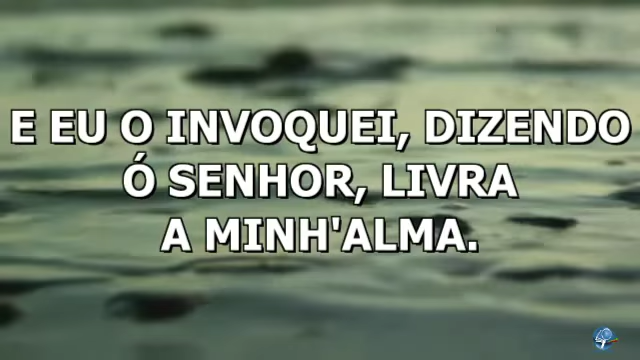 E EU O INVOQUEI, DIZENDO
Ó SENHOR, LIVRA
A MINH'ALMA.